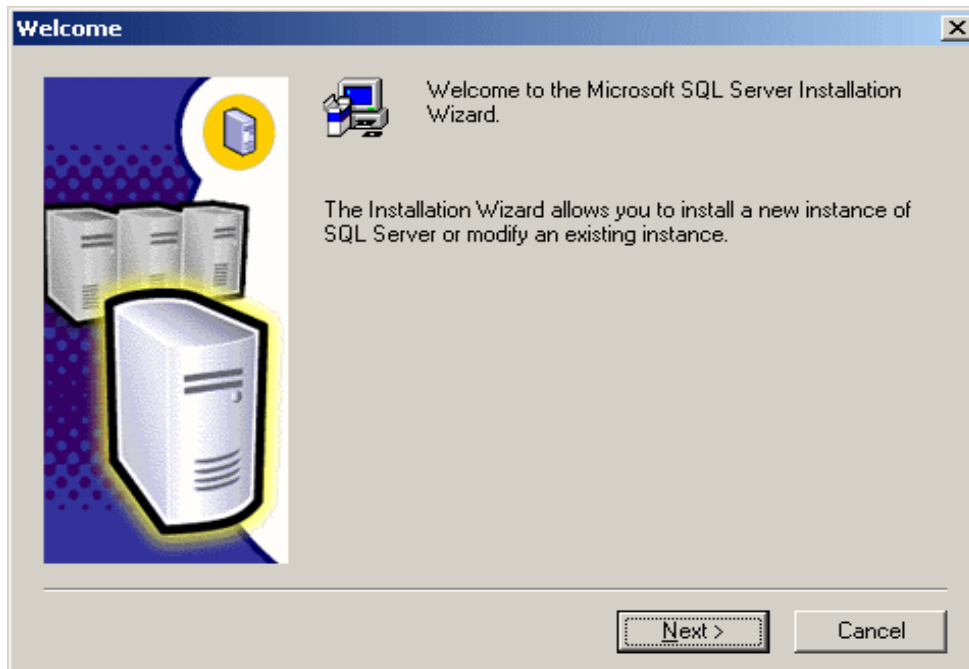 Welcome
Welcome to the Microsoft SQL Server Installation
Wizard.
The Installation Wizard allows you to install a new instance of
SQL Server or modify an existing instance.
Next >
Cancel